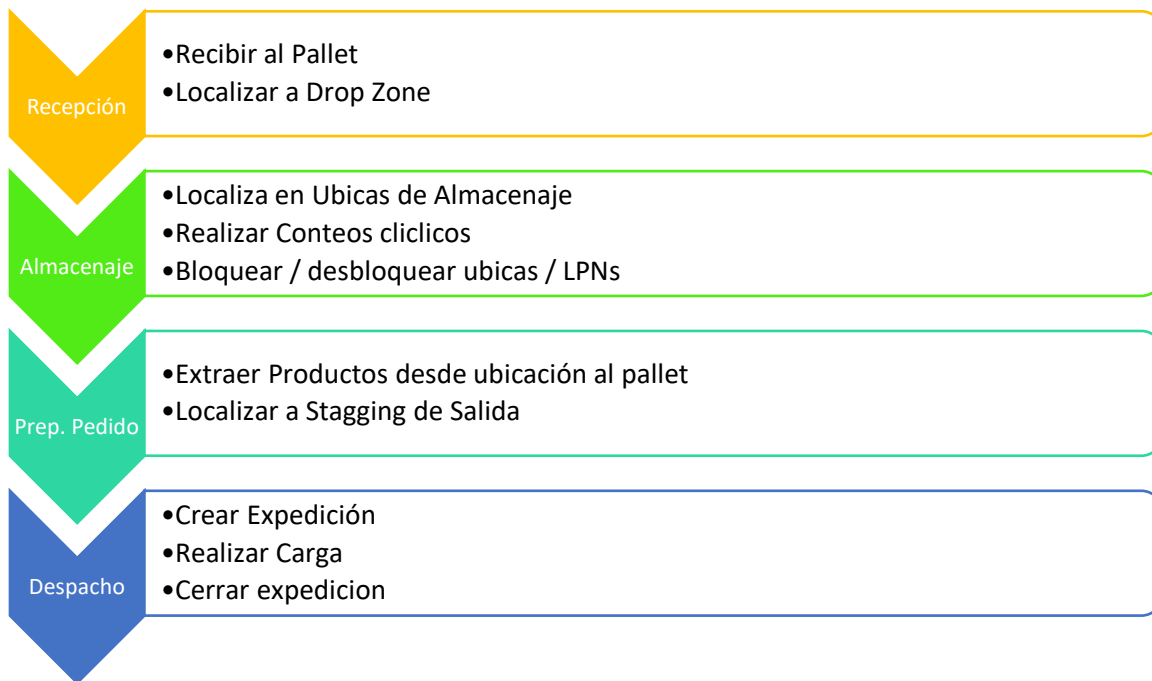 Recepción
•Recibir al Pallet
•Localizar a Drop Zone
Almacenaje
•Localiza en Ubicas de Almacenaje
•Realizar Conteos cliclicos
•Bloquear / desbloquear ubicas / LPNs
Prep. Pedido
•Extraer Productos desde ubicación al pallet
•Localizar a Stagging de Salida
Despacho
•Crear Expedición
•Realizar Carga
•Cerrar expedicion